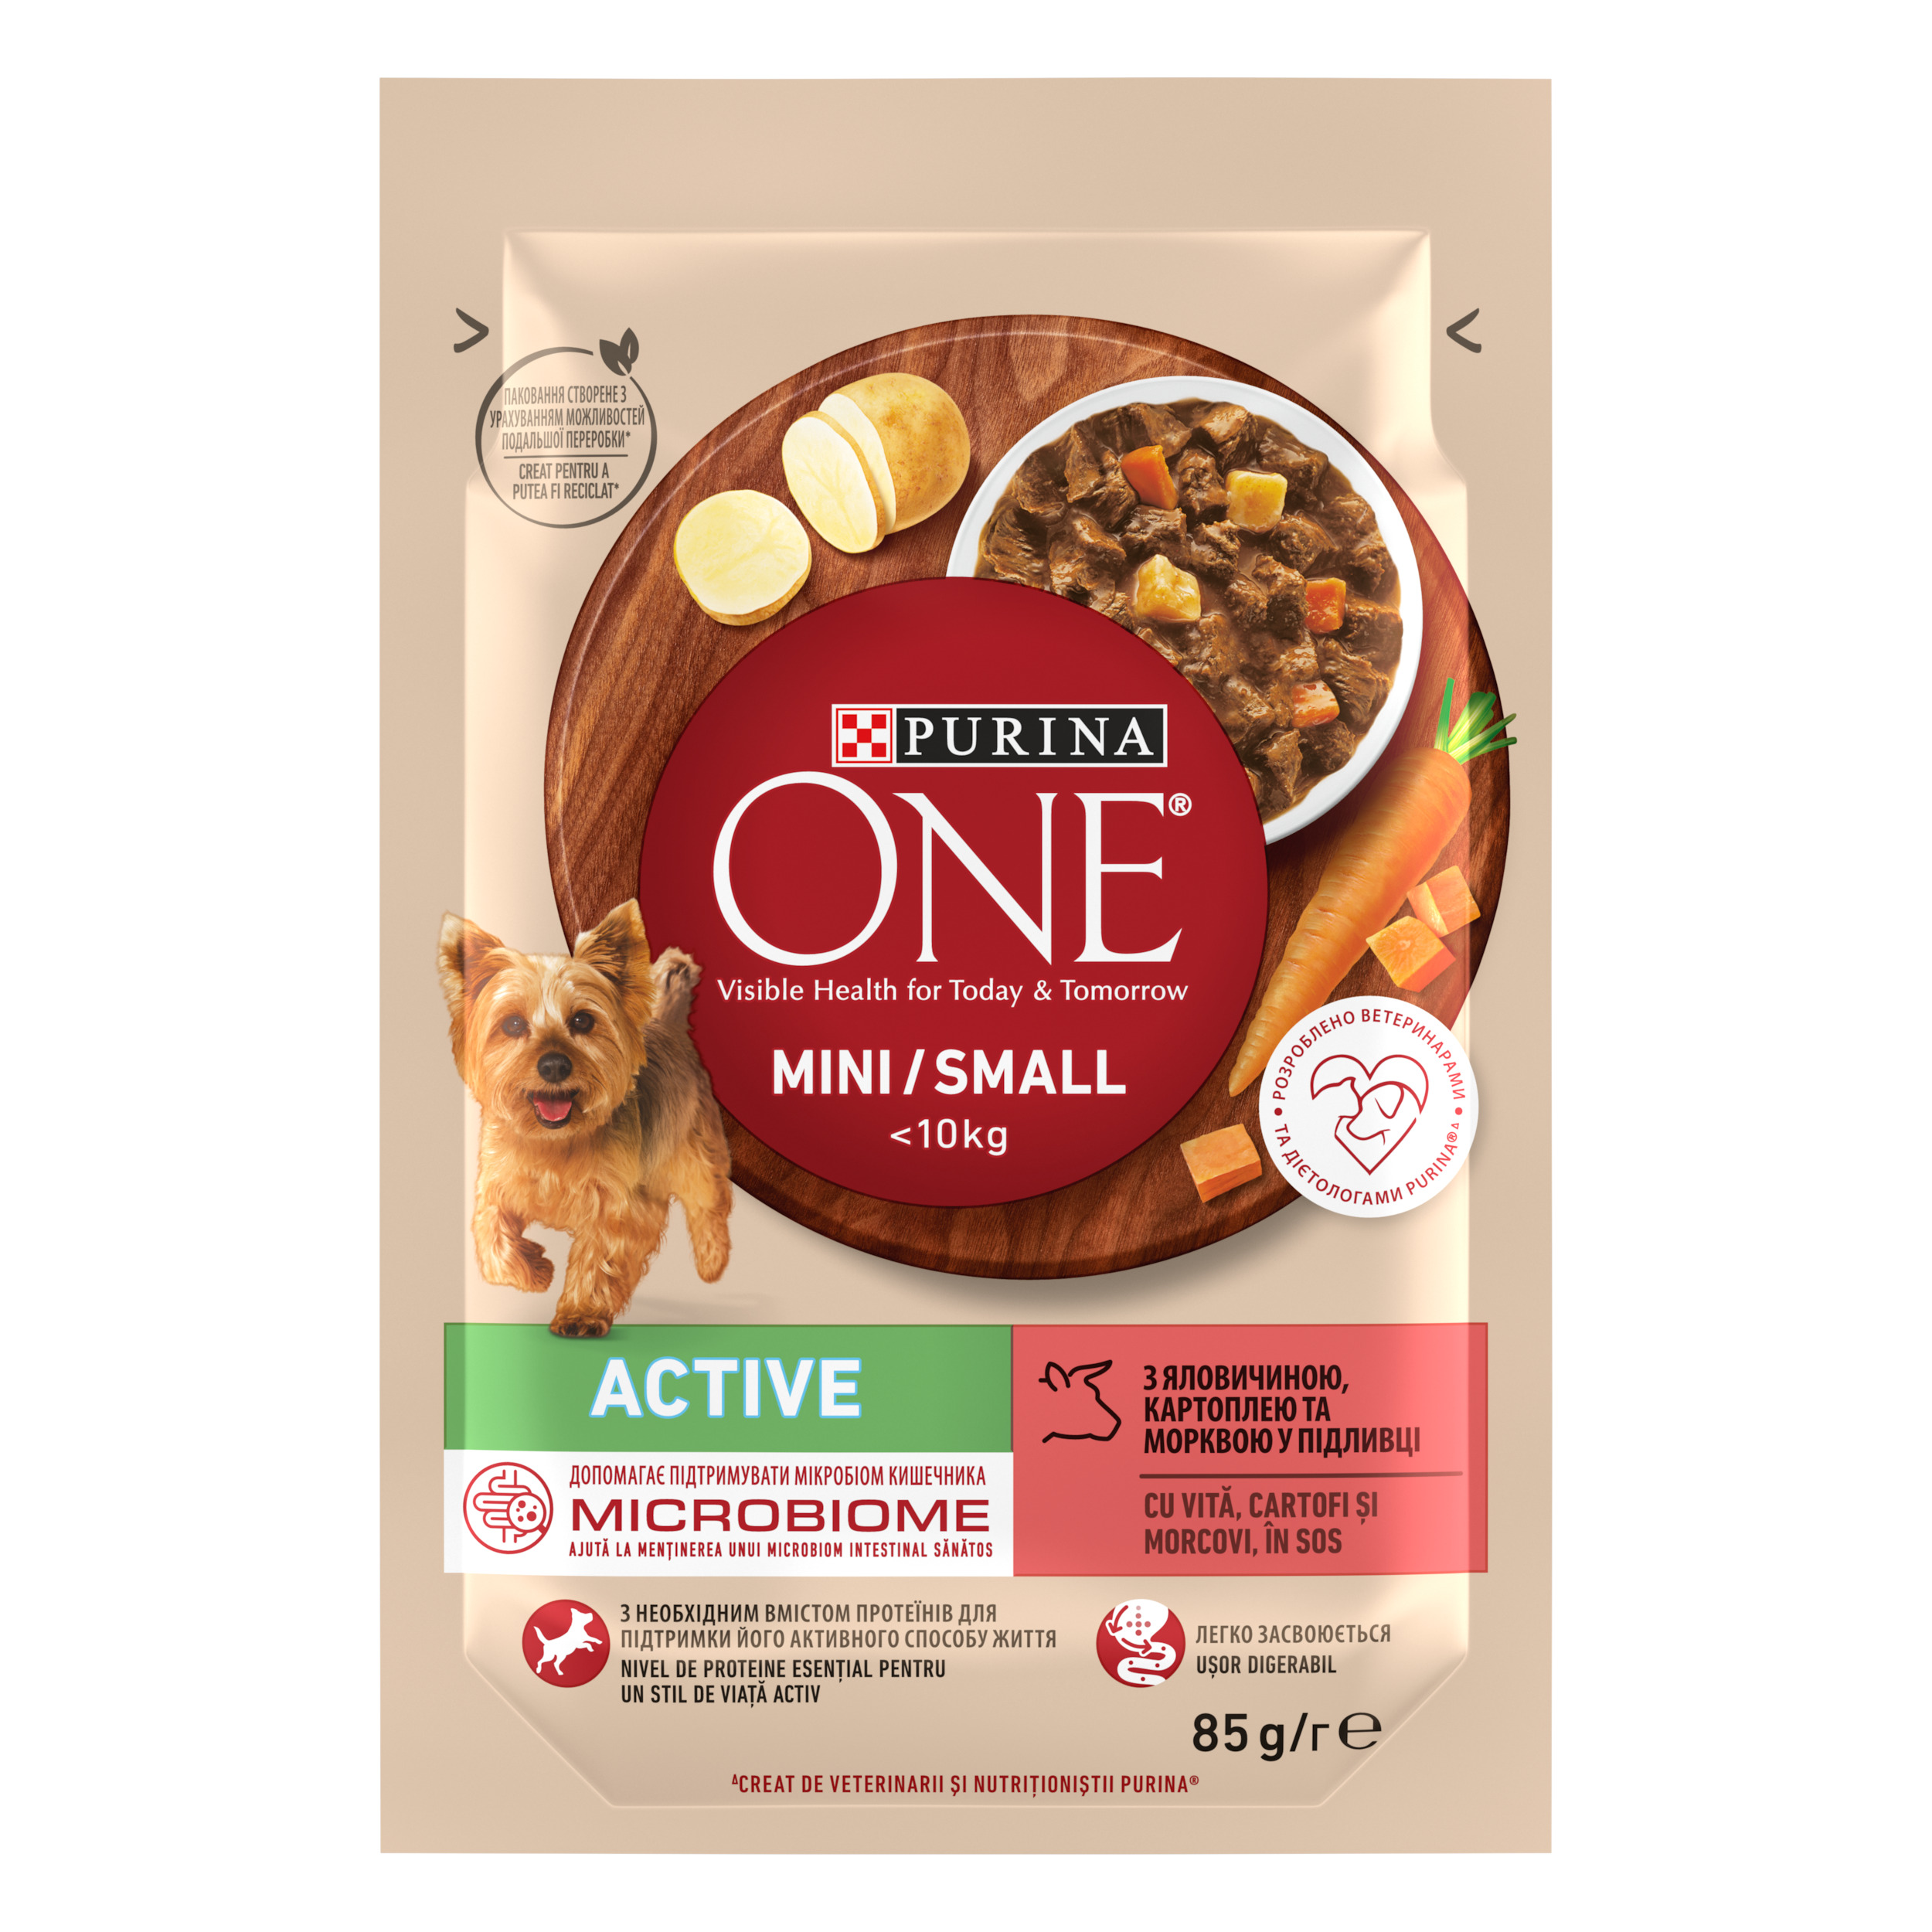 ПАКОВАННЯ СТВОРЕНЕ З
УРАХУВАННЯМ МОЖЛИВОСТЕЙ
ПОДАЛЬШОЇ ПЕРЕРОБКИ*
CREAT PENTRU A
PUTEA FI RECICLAT*
PURINA
ONE®
Visible Health for Today & Tomorrow
MINI / SMALL
<10kg
• РОЗРОБЛЕНО ВЕТЕРИНАРАМИ •
ТА ДІЄТОЛОГАМИ PURINA®Δ
ACTIVE
ДОПОМАГАЄ ПІДТРИМУВАТИ МІКРОБІОМ КИШЕЧНИКА
MICROBIOME
AJUTĂ LA MENȚINEREA UNUI MICROBIOM INTESTINAL SĂNĂTOS
З ЯЛОВИЧИНОЮ,
КАРТОПЛЕЮ ТА
МОРКВОЮ У ПІДЛИВЦІ
CU VITĂ, CARTOFI ȘI
MORCOVI, ÎN SOS
З НЕОБХІДНИМ ВМІСТОМ ПРОТЕЇНІВ ДЛЯ
ПІДТРИМКИ ЙОГО АКТИВНОГО СПОСОБУ ЖИТТЯ
NIVEL DE PROTEINE ESENȚIAL PENTRU
UN STIL DE VIAȚĂ ACTIV
ЛЕГКО ЗАСВОЮЄТЬСЯ
UȘOR DIGERABIL
85 g/г ℮
ΔCREAT DE VETERINARII ȘI NUTRIȚIONIȘTII PURINA®